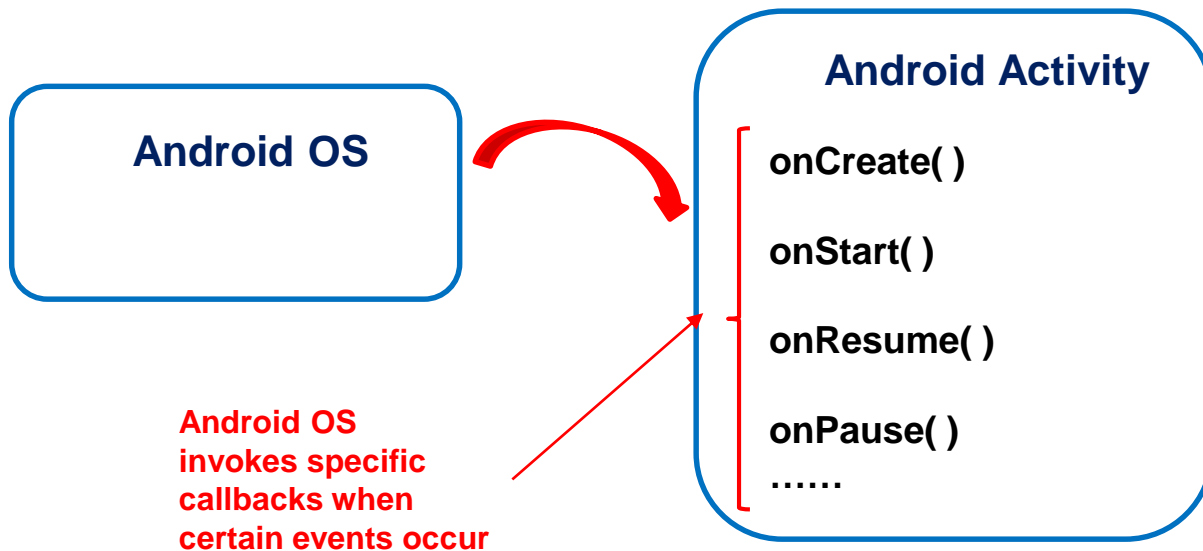 Android OS
Android OS
invokes specific
callbacks when
certain events occur
Android Activity
onCreate( )
onStart( )
onResume( )
onPause( )
……